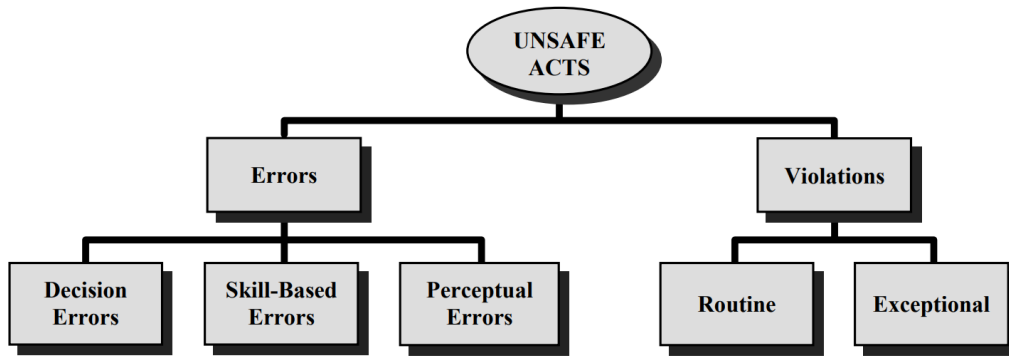 UNSAFE
ACTS
Errors
Violations
Decision
Errors
Skill-Based
Errors
Perceptual
Errors
Routine
Exceptional